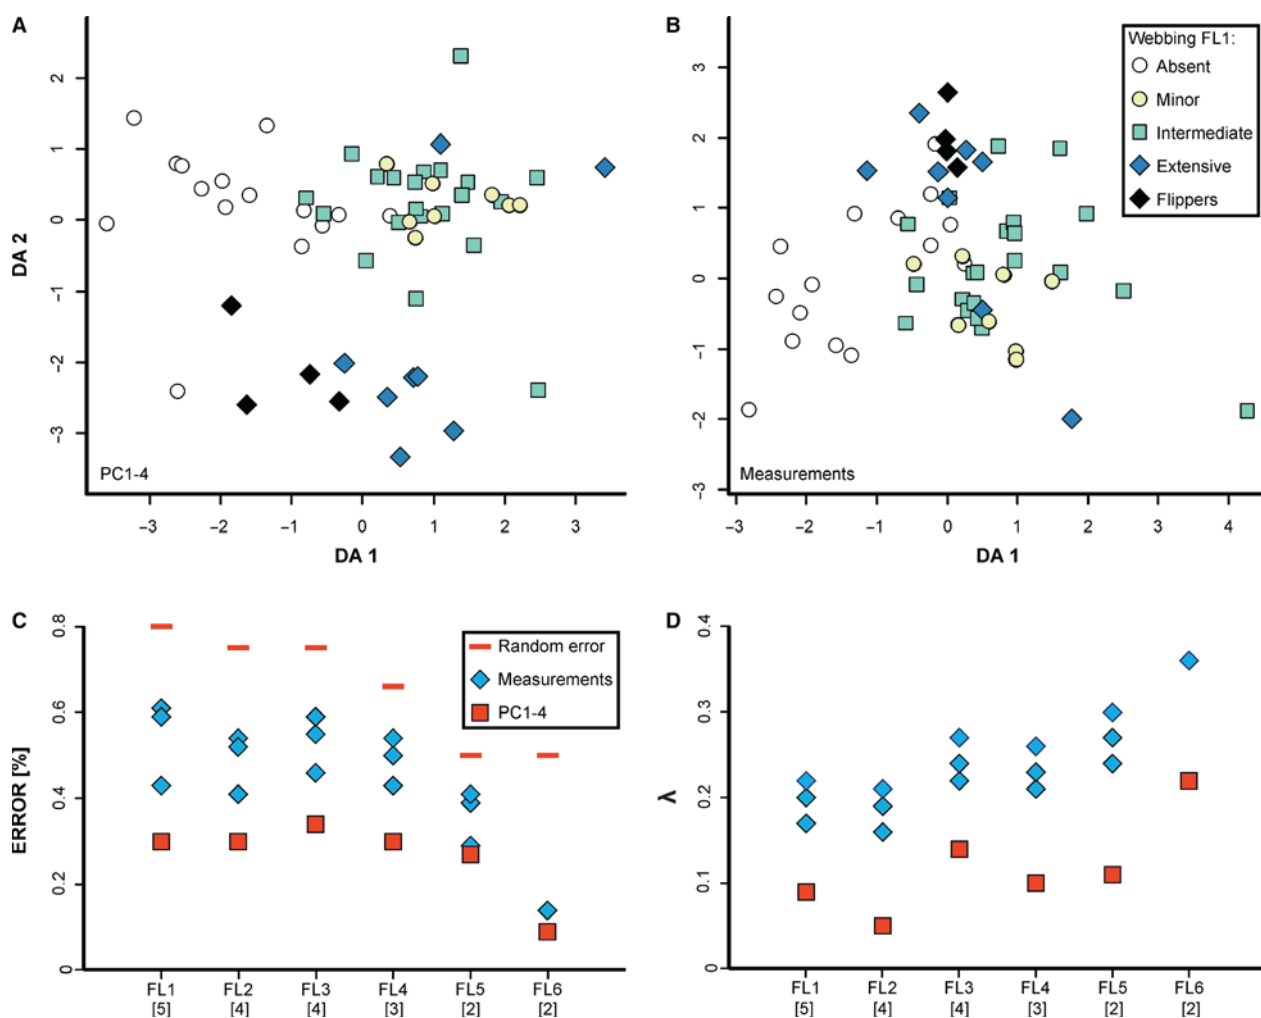 A
DA 2
2
1
0
−1
−2
−3
PC1-4
−3 −2 −1 0 1 2 3
DA 1
B
3
2
1
0
−1
−2
−3
Webbing FL1:
Absent
Minor
Intermediate
Extensive
Flippers
Measurements
−3 −2 −1 0 1 2 3 4
DA 1
C
ERROR [%]
0.8
0.6
0.4
0.2
0
Random error
Measurements
PC1-4
FL1 FL2 FL3 FL4 FL5 FL6
[5] [4] [4] [3] [2] [2]
D
λ
0.4
0.3
0.2
0.1
0
FL1 FL2 FL3 FL4 FL5 FL6
[5] [4] [4] [3] [2] [2]